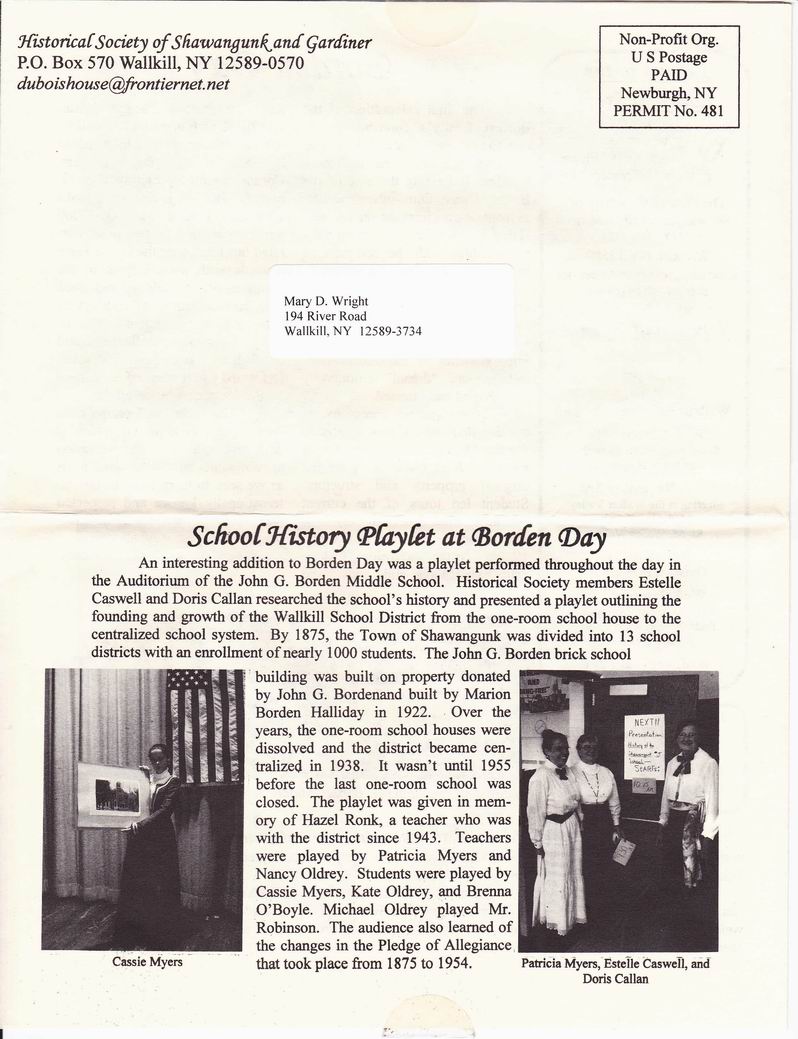 Historical Society of Shawangunk and Gardiner
P.O. Box 570 Wallkill, NY 12589-0570
duboishouse@frontiernet.net
Non-Profit Org.
U S Postage
PAID
Newburgh, NY
PERMIT No. 481
Mary D. Wright
194 River Road
Wallkill, NY 12589-3734
School History Playlet at Borden Day
An interesting addition to Borden Day was a playlet performed throughout the day in
the Auditorium of the John G. Borden Middle School. Historical Society members Estelle
Caswell and Doris Callan researched the school's history and presented a playlet outlining the
founding and growth of the Wallkill School District from the one-room school house to the
centralized school system. By 1875, the Town of Shawangunk was divided into 13 school
districts with an enrollment of nearly 1000 students. The John G. Borden brick school
building was built on property donated
by John G. Bordenand built by Marion
Borden Halliday in 1922. Over the
years, the one-room school houses were
dissolved and the district became cen-
tralized in 1938. It wasn't until 1955
before the last one-room school was
closed. The playlet was given in mem-
ory of Hazel Ronk, a teacher who was
with the district since 1943. Teachers
were played by Patricia Myers and
Nancy Oldrey. Students were played by
Cassie Myers, Kate Oldrey, and Brenna
O'Boyle. Michael Oldrey played Mr.
Robinson. The audience also learned of
the changes in the Pledge of Allegiance
that took place from 1875 to 1954.
Cassie Myers
NEXT!!
Presentation
History of the
Shawangunk
School
STARTS:
Patricia Myers, Estelle Caswell, and
Doris Callan